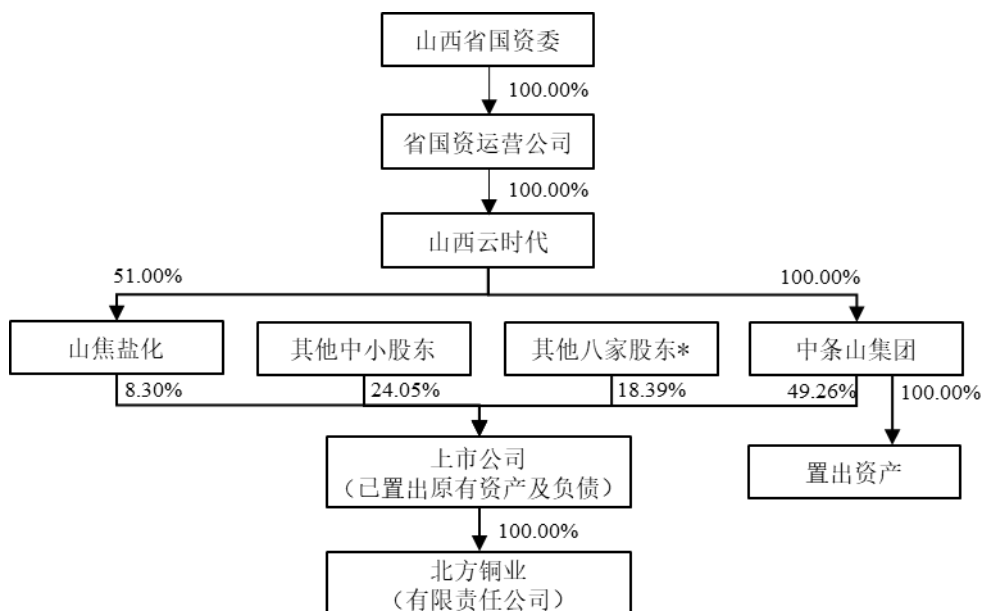 山西省国资委
100.00%
省国资运营公司
100.00%
山西云时代
51.00%
100.00%
山焦盐化
其他中小股东
其他八家股东*
中条山集团
8.30%
24.05%
18.39%
49.26%
100.00%
上市公司
（已置出原有资产及负债）
置出资产
100.00%
北方铜业
（有限责任公司）